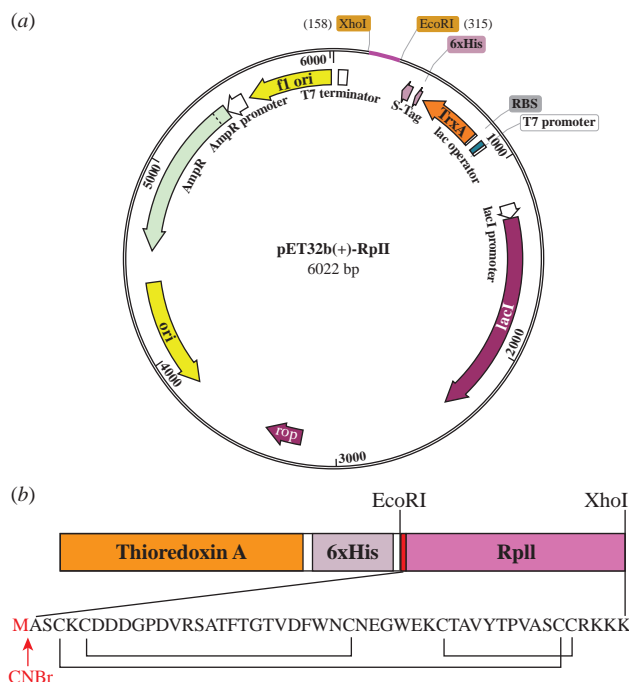 (a)
(158) XhoI EcoRI (315)
6xHis
6000
f1 ori
T7 terminator
S-Tag
TrxA
RBS
T7 promoter
lac operator
1000
AmpR promoter
AmpR
5000
lacI promoter
pET32b(+)-RpII
6022 bp
lacI
2000
ori
4000
rop
3000
(b)
EcoRI XhoI
Thioredoxin A 6xHis RpII
MASCKCDDDGPDVRSATFTGTVDFWNCNEGWEKCTAVYTPVASCCRKKK
CNBr